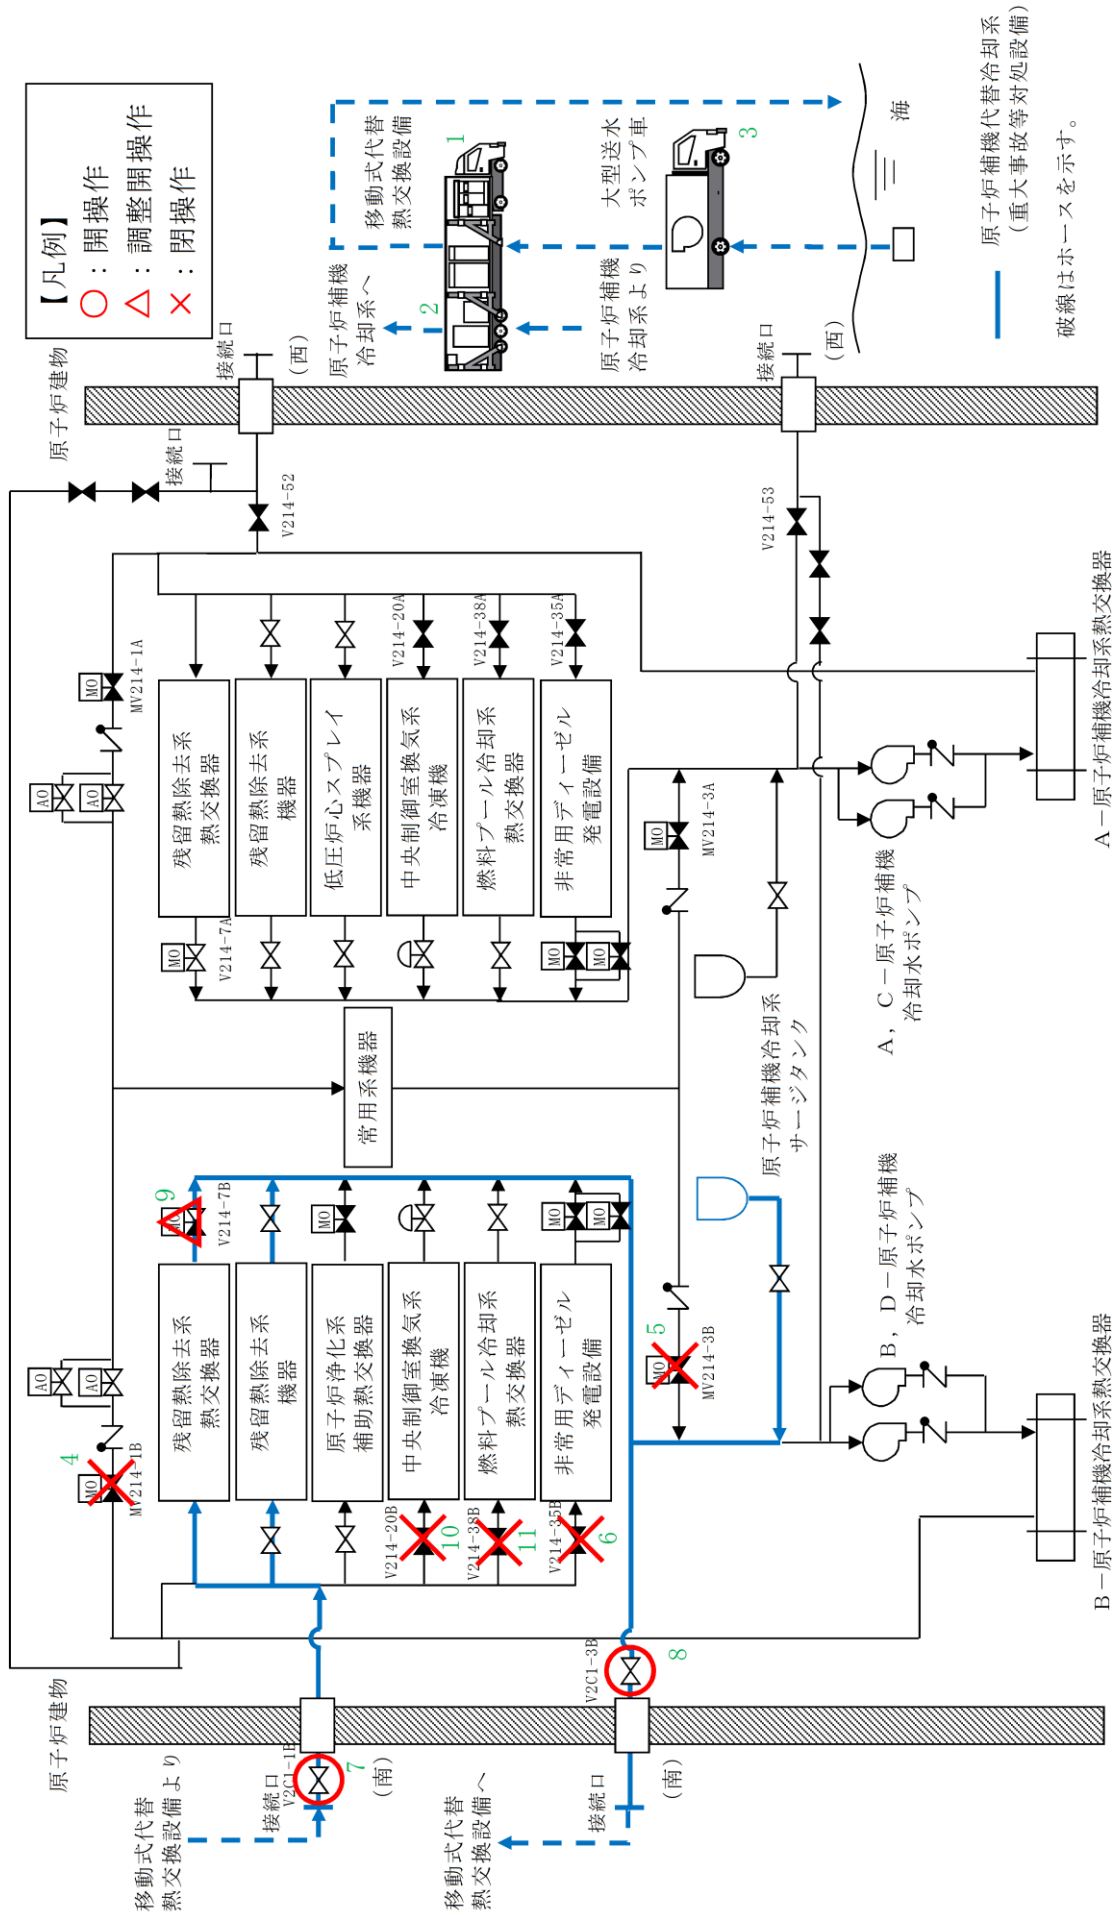 【凡例】
○：開操作
△：調整開操作
×：閉操作
原子炉建物
接続口
(西)
接続口
V214-52
原子炉補機
冷却系へ
2
移動式代替
熱交換設備
1
原子炉補機
冷却系より
大型送水
ポンプ車
3
接続口
(西)
海
原子炉補機代替冷却系
(重大事故等対処設備)
破線はホースを示す。
V214-53
MO
MV214-1A
AO
AO
残留熱除去系
熱交換器
残留熱除去系
機器
低圧炉心スプレイ
系機器
V214-20A
中央制御室換気系
冷凍機
V214-38A
燃料プール冷却系
熱交換器
V214-35A
非常用ディーゼル
発電設備
MO
V214-7A
MO
MO
MO
MV214-3A
A，C－原子炉補機
冷却水ポンプ
A－原子炉補機冷却系熱交換器
常用系機器
原子炉補機冷却系
サージタンク
9
MO
V214-7B
MO
MO
MO
AO
AO
4
MO
MV214-1B
残留熱除去系
熱交換器
残留熱除去系
機器
原子炉浄化系
補助熱交換器
中央制御室換気系
冷凍機
燃料プール冷却系
熱交換器
非常用ディーゼル
発電設備
V214-20B
10
V214-38B
11
V214-35B
6
5
MO
MV214-3B
B，D－原子炉補機
冷却水ポンプ
B－原子炉補機冷却系熱交換器
原子炉建物
移動式代替
熱交換設備より
接続口
V2C1-1B
7
(南)
V2C1-3B
8
移動式代替
熱交換設備へ
接続口
(南)